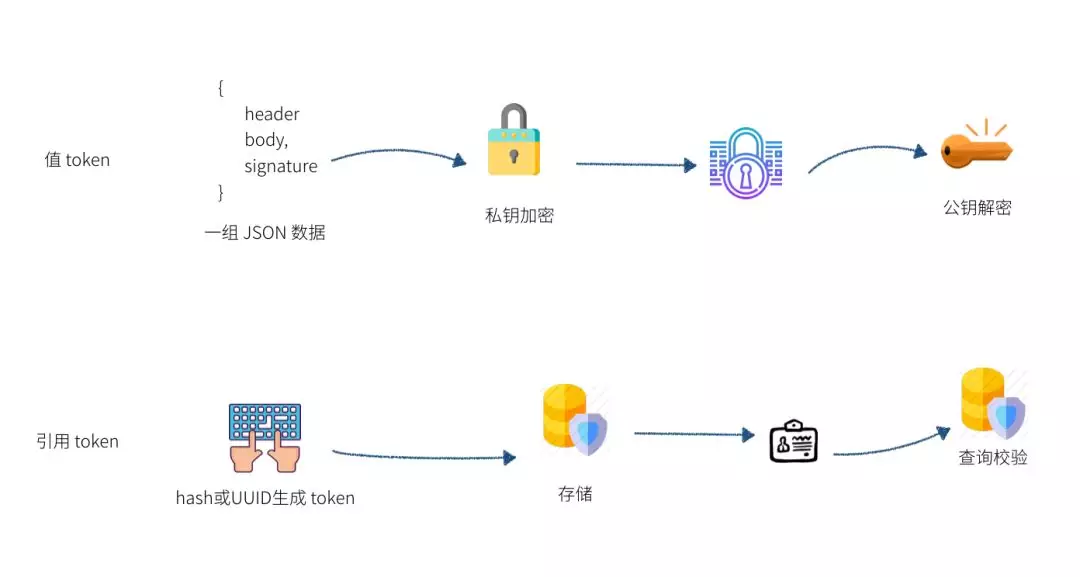 值 token
{
header
body,
signature
}
一组 JSON 数据
私钥加密
公钥解密
引用 token
hash或UUID生成 token
存储
查询校验